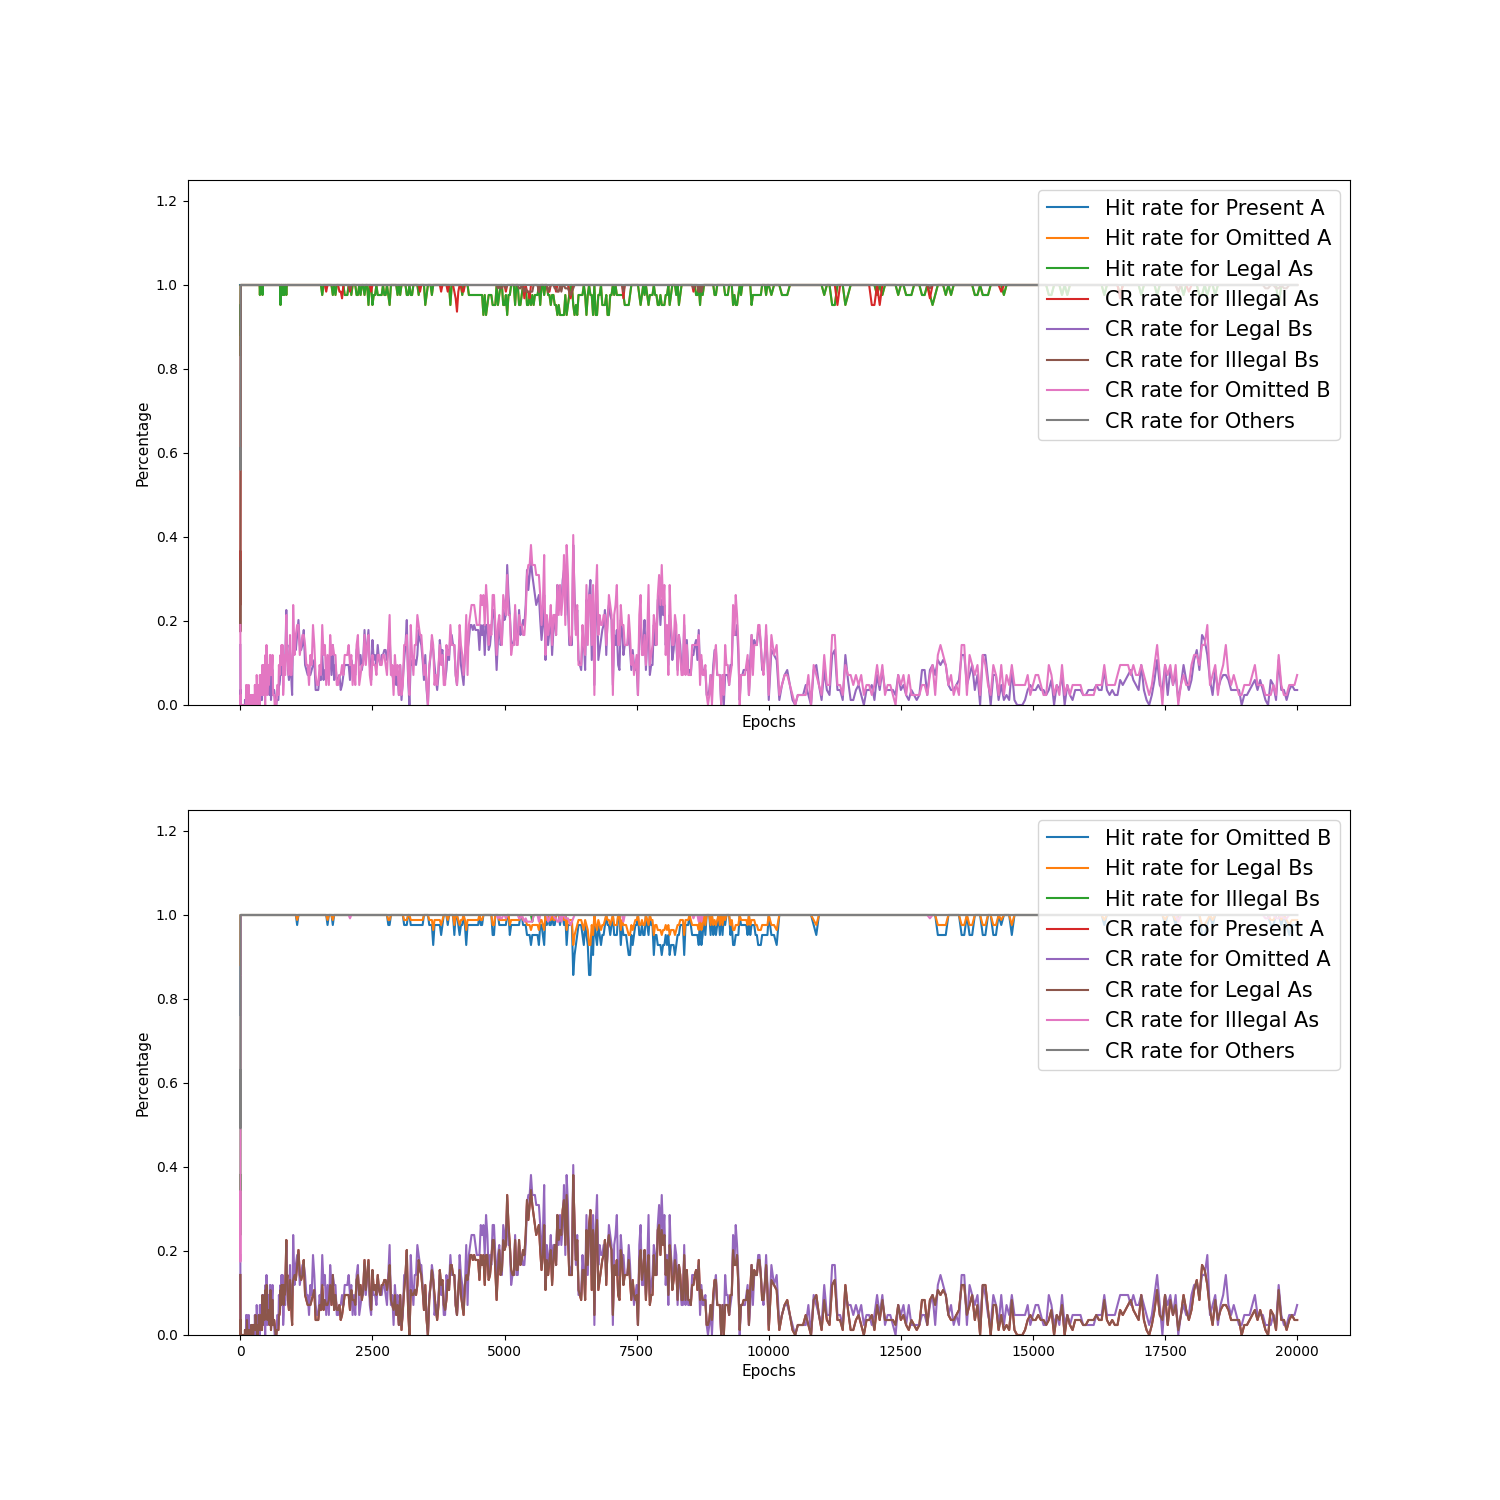 1.2
1.0
0.8
0.6
0.4
0.2
0.0
Percentage
Epochs
Hit rate for Present A
Hit rate for Omitted A
Hit rate for Legal As
CR rate for Illegal As
CR rate for Legal Bs
CR rate for Illegal Bs
CR rate for Omitted B
CR rate for Others
1.2
1.0
0.8
0.6
0.4
0.2
0.0
Percentage
0 2500 5000 7500 10000 12500 15000 17500 20000
Epochs
Hit rate for Omitted B
Hit rate for Legal Bs
Hit rate for Illegal Bs
CR rate for Present A
CR rate for Omitted A
CR rate for Legal As
CR rate for Illegal As
CR rate for Others